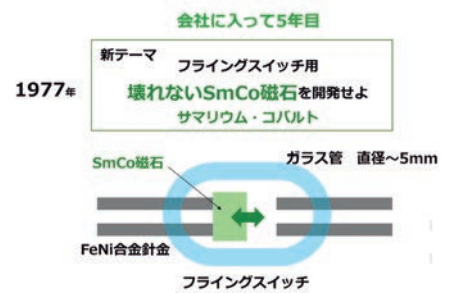 会社に入って5年目
新テーマ
フライングスイッチ用
1977年
壊れないSmCo磁石を開発せよ
サマリウム・コバルト
SmCo磁石
ガラス管 直径〜5mm
FeNi合金針金
フライングスイッチ